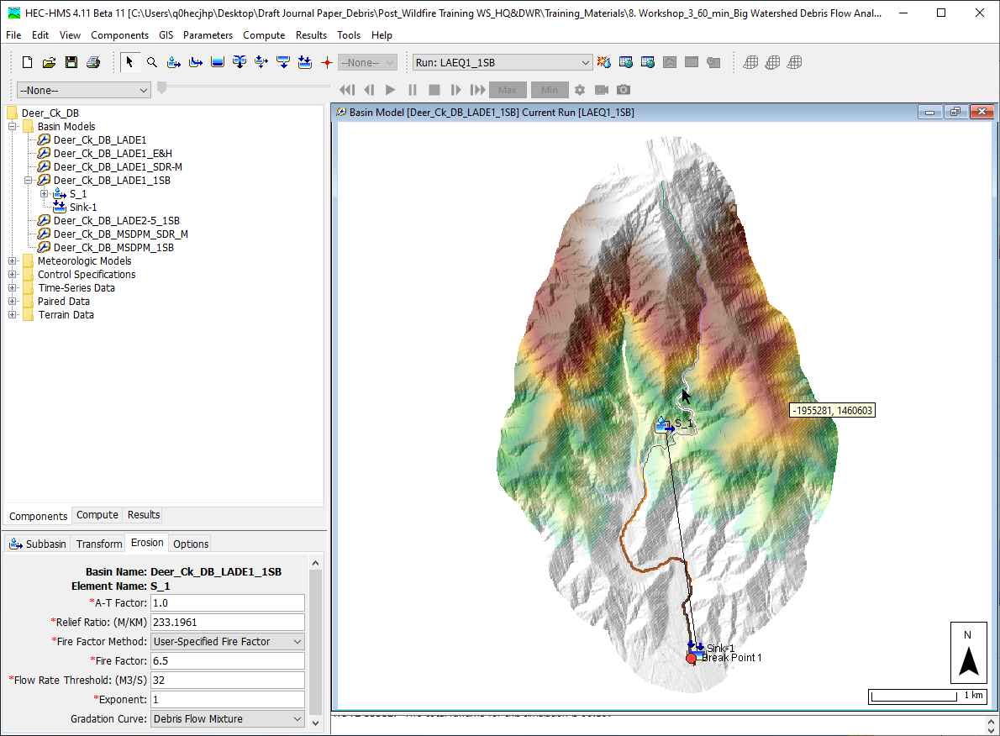 HEC-HMS 4.11 Beta 11 [C:\Users\q0hecjhp\Desktop\Draft Journal Paper_Debris\Post_Wildfire Training WS_HQ&DWR\Training_Materials\8. Workshop_3_60_min_Big Watershed Debris Flow Anal...
File Edit View Components GIS Parameters Compute Results Tools Help
--None-- Run: LAEQ1_1SB
--None-- Max Min
Deer_Ck_DB
Basin Models
Deer_Ck_DB_LADE1
Deer_Ck_DB_LADE1_E&H
Deer_Ck_DB_LADE1_SDR-M
Deer_Ck_DB_LADE1_1SB
S_1
Sink-1
Deer_Ck_DB_LADE2-5_1SB
Deer_Ck_DB_MSDPM_SDR_M
Deer_Ck_DB_MSDPM_1SB
Meteorologic Models
Control Specifications
Time-Series Data
Paired Data
Terrain Data
Components Compute Results
Subbasin Transform Erosion Options
Basin Name: Deer_Ck_DB_LADE1_1SB
Element Name: S_1
*A-T Factor: 1.0
*Relief Ratio: (M/KM) 233.1961
*Fire Factor Method: User-Specified Fire Factor
*Fire Factor: 6.5
*Flow Rate Threshold: (M3/S) 32
*Exponent: 1
Gradation Curve: Debris Flow Mixture
Basin Model [Deer_Ck_DB_LADE1_1SB] Current Run [LAEQ1_1SB]
-1955281, 1460603
S_1
Sink-1
Break Point 1
N
1 km